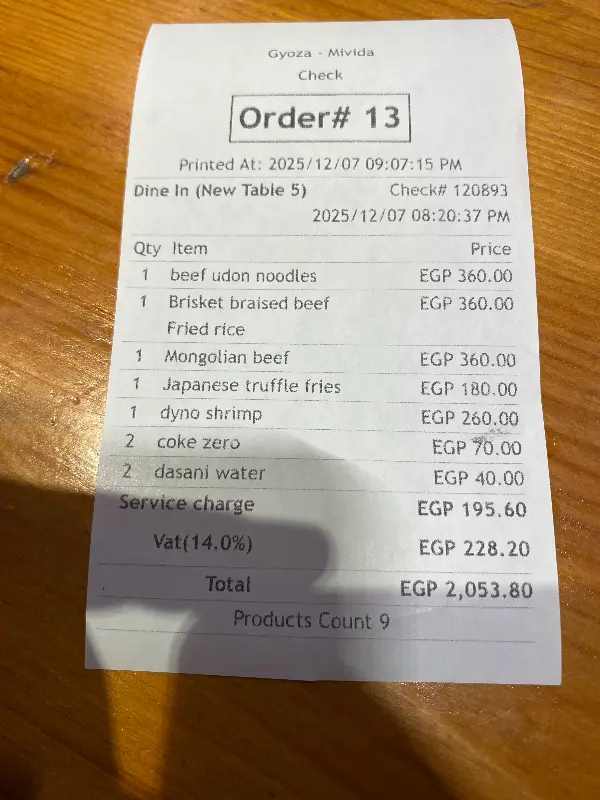 Gyoza - Mivida
Check
Order# 13
Printed At: 2025/12/07 09:07:15 PM
Dine In (New Table 5) Check# 120893
2025/12/07 08:20:37 PM
Qty Item Price
1 beef udon noodles EGP 360.00
1 Brisket braised beef EGP 360.00
Fried rice
1 Mongolian beef EGP 360.00
1 Japanese truffle fries EGP 180.00
1 dyno shrimp EGP 260.00
2 coke zero EGP 70.00
2 dasani water EGP 40.00
Service charge EGP 195.60
Vat(14.0%) EGP 228.20
Total EGP 2,053.80
Products Count 9